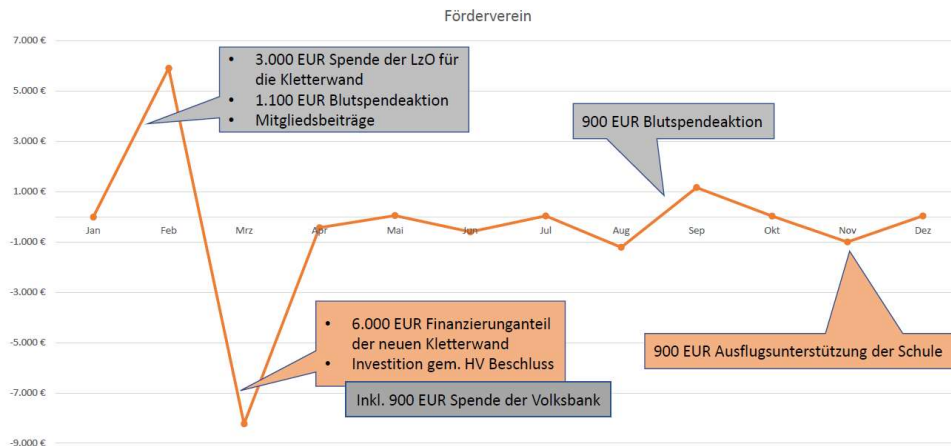 Förderverein
7.000 €
5.000 €
3.000 €
1.000 €
-1.000 €
-3.000 €
-5.000 €
-7.000 €
-9.000 €
• 3.000 EUR Spende der LzO für
die Kletterwand
• 1.100 EUR Blutspendeaktion
• Mitgliedsbeiträge
900 EUR Blutspendeaktion
Jan Feb Mrz Apr Mai Jun Jul Aug Sep Okt Nov Dez
• 6.000 EUR Finanzierunganteil
der neuen Kletterwand
• Investition gem. HV Beschluss
Inkl. 900 EUR Spende der Volksbank
900 EUR Ausflugsunterstützung der Schule